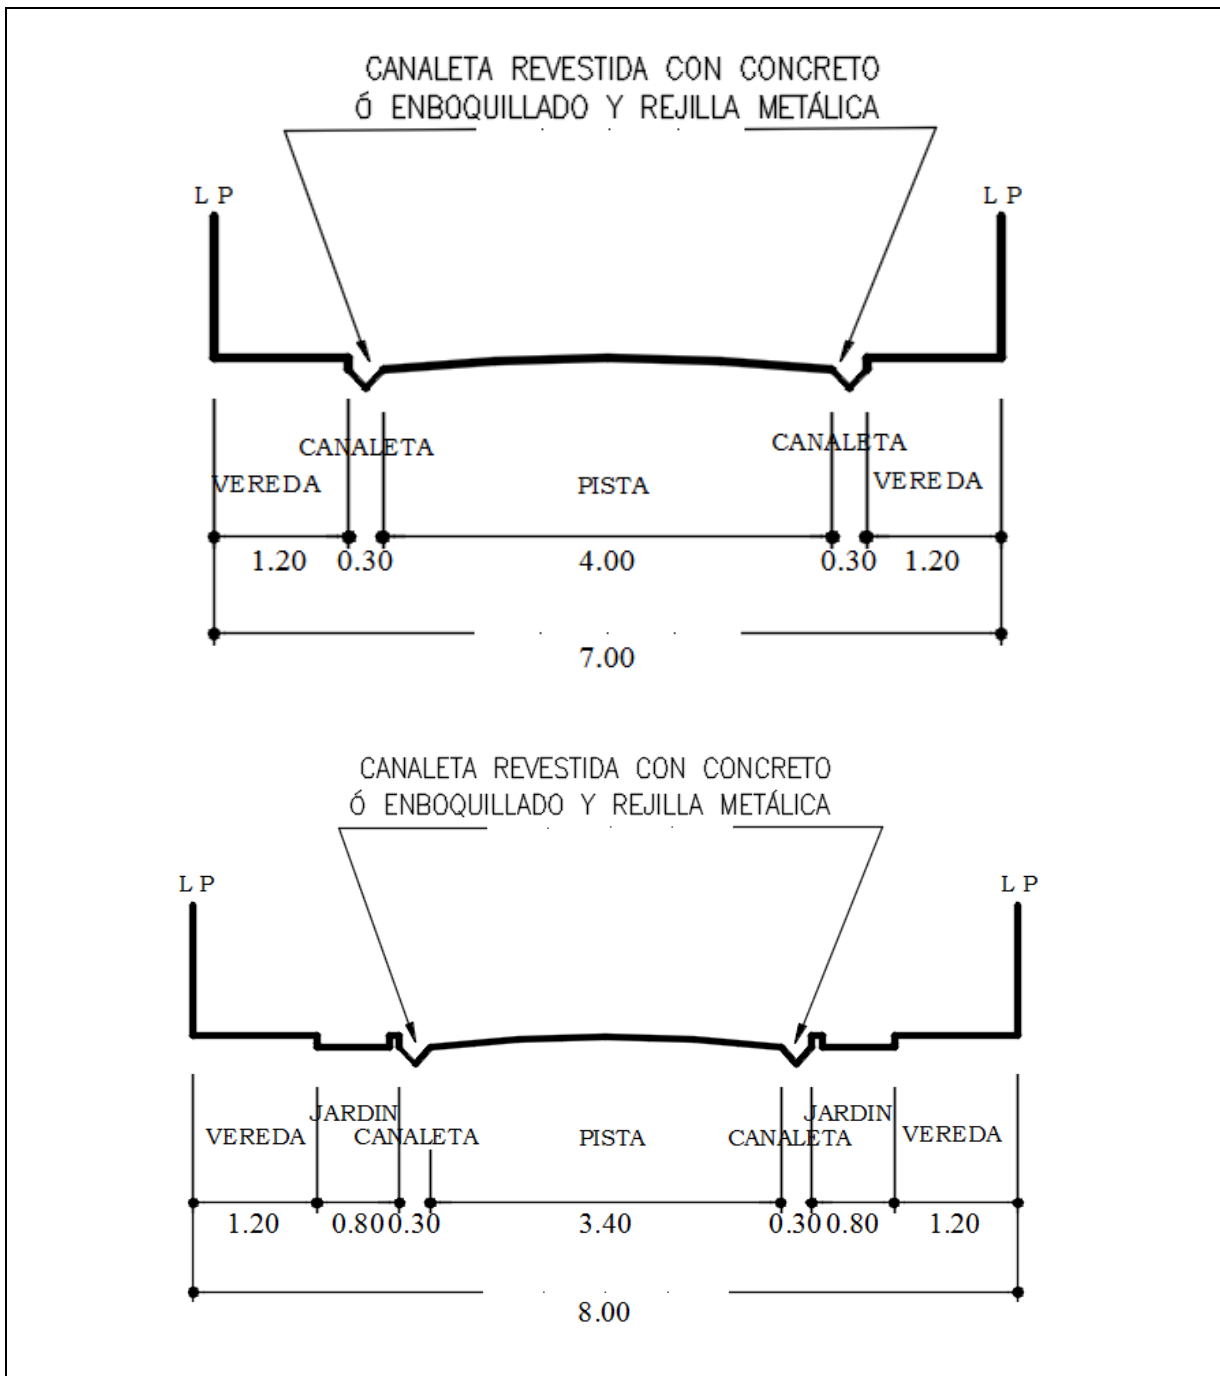 CANALETA REVESTIDA CON CONCRETO
Ó ENBOQUILLADO Y REJILLA METÁLICA
L P L P
CANALETA CANALETA
VEREDA PISTA VEREDA
1.20 0.30 4.00 0.30 1.20
7.00
CANALETA REVESTIDA CON CONCRETO
Ó ENBOQUILLADO Y REJILLA METÁLICA
L P L P
JARDIN JARDIN
VEREDA CANALETA PISTA CANALETA VEREDA
1.20 0.80 0.30 3.40 0.30 0.80 1.20
8.00